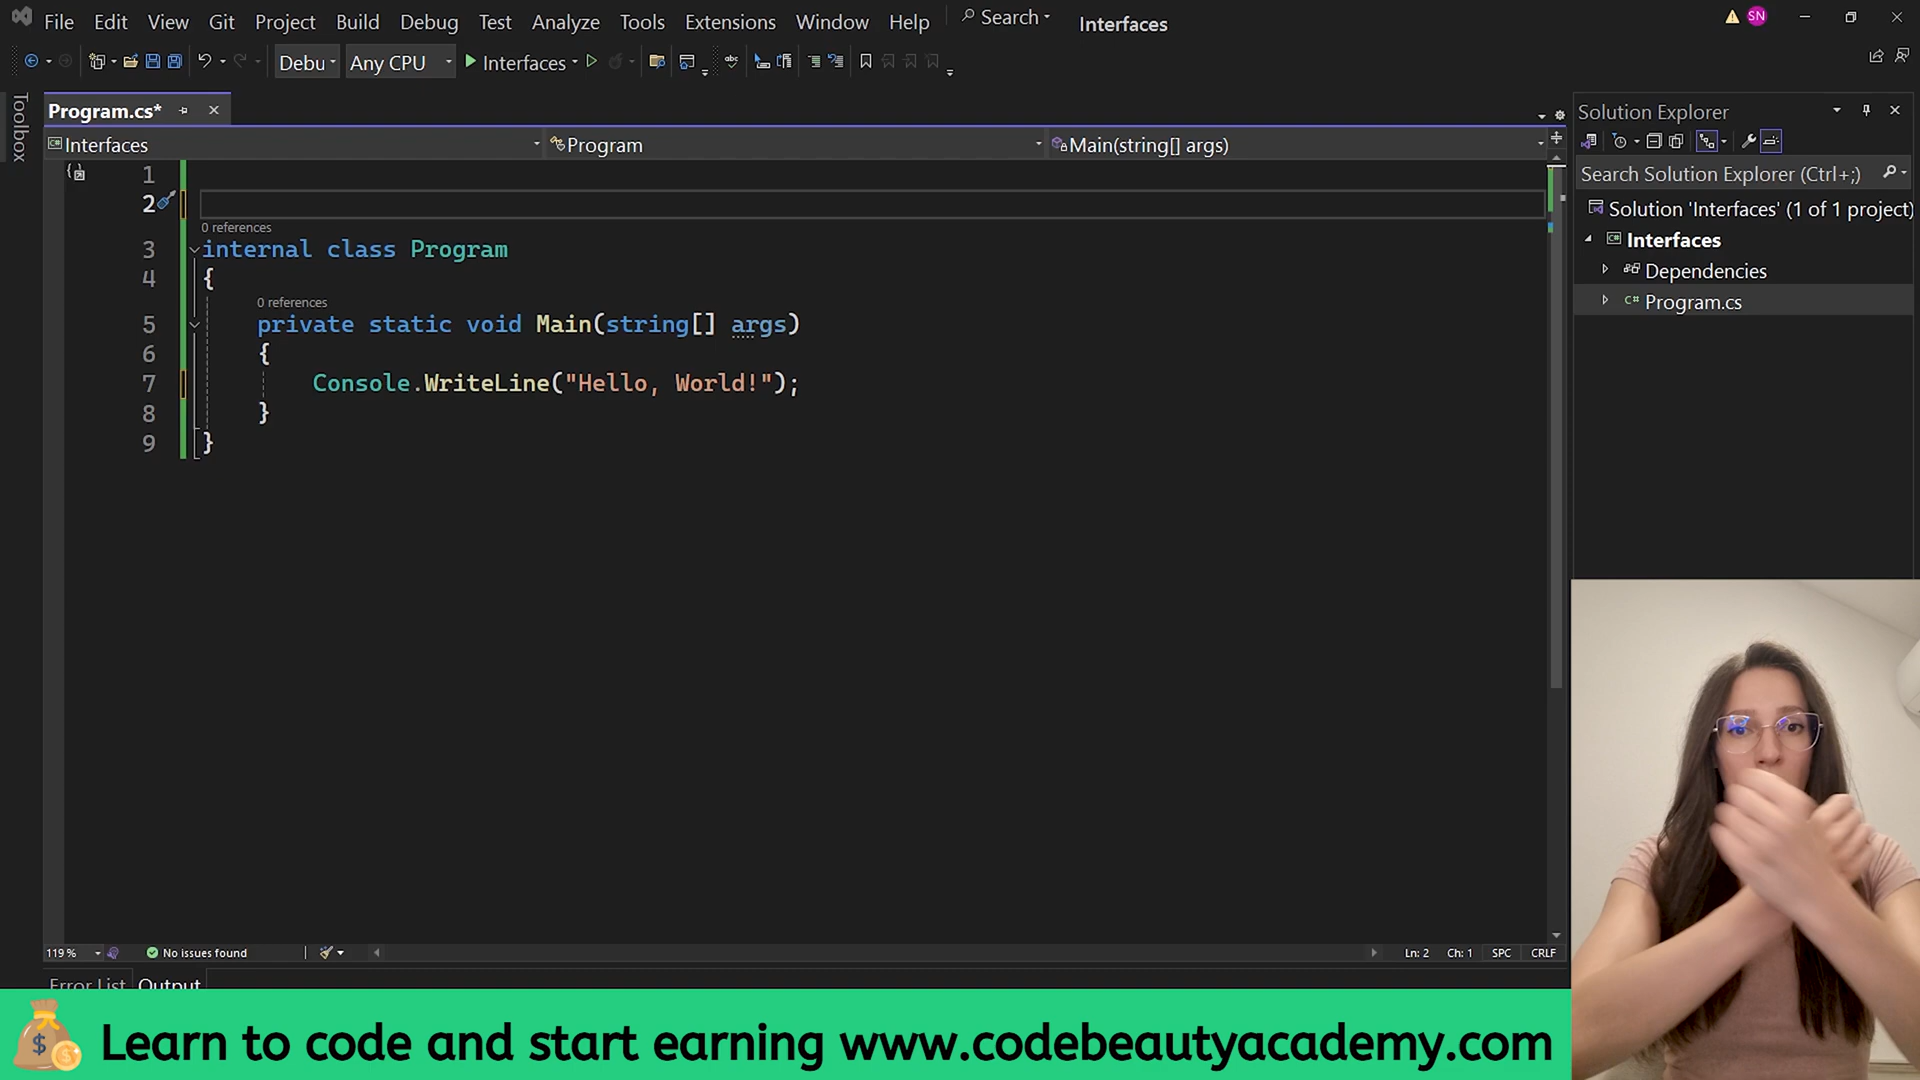 File Edit View Git Project Build Debug Test Analyze Tools Extensions Window Help Search Interfaces SN
Debu Any CPU Interfaces abc
Toolbox
Program.cs*
Interfaces Program Main(string[] args)
1
2
0 references
3 internal class Program
4 {
0 references
5 private static void Main(string[] args)
6 {
7 Console.WriteLine("Hello, World!");
8 }
9 }
Solution Explorer
Search Solution Explorer (Ctrl+;)
Solution 'Interfaces' (1 of 1 project)
Interfaces
Dependencies
C# Program.cs
119 % No issues found Ln: 2 Ch: 1 SPC CRLF
Error List Output
Learn to code and start earning www.codebeautyacademy.com